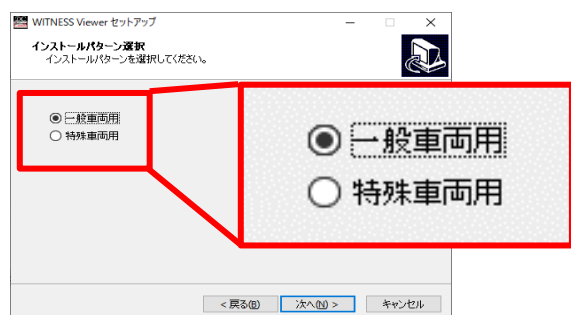 WITNESS Viewer セットアップ
インストールパターン選択
インストールパターンを選択してください。
一般車両用
特殊車両用
一般車両用
特殊車両用
< 戻る(B)
次へ(N) >
キャンセル